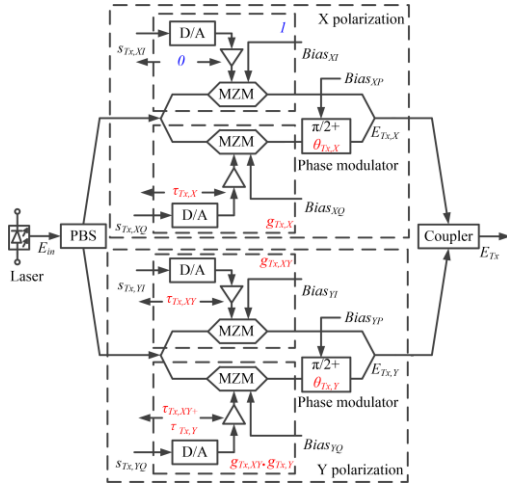 X polarization
D/A
1
s_{Tx,XI}
0
Bias_{XI}
MZM
Bias_{XP}
MZM
π/2+
θ_{Tx,X}
E_{Tx,X}
Phase modulator
τ_{Tx,X}
Bias_{XQ}
s_{Tx,XQ}
D/A
g_{Tx,X}
E_{in}
PBS
Laser
Coupler
E_{Tx}
D/A
g_{Tx,XY}
s_{Tx,YI}
τ_{Tx,XY}
Bias_{YI}
MZM
Bias_{YP}
MZM
π/2+
θ_{Tx,Y}
E_{Tx,Y}
Phase modulator
τ_{Tx,XY+}
τ_{Tx,Y}
Bias_{YQ}
s_{Tx,YQ}
D/A
g_{Tx,XY}•g_{Tx,Y}
Y polarization